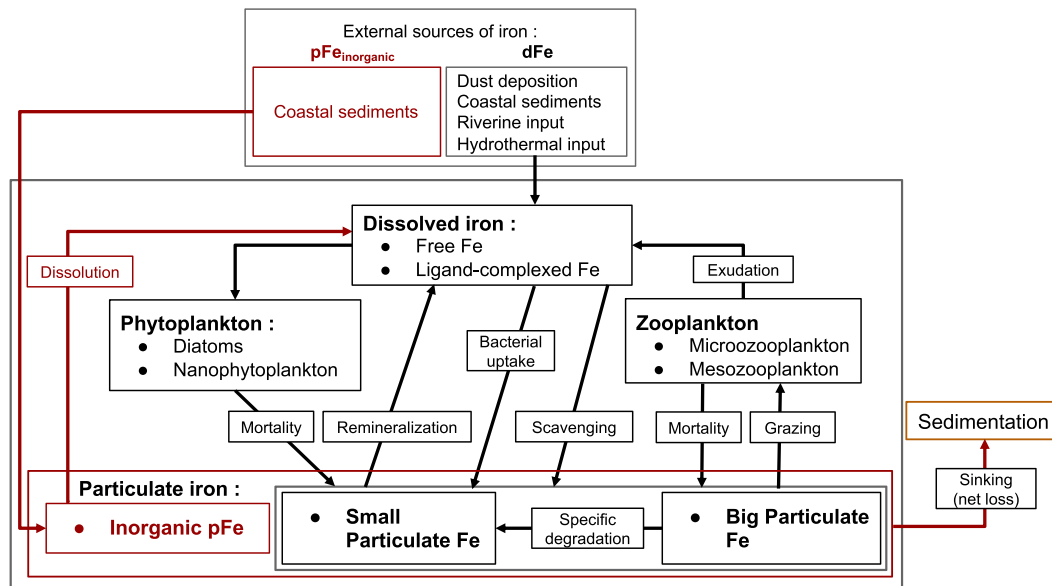 External sources of iron :
pFeinorganic
dFe
Coastal sediments
Dust deposition
Coastal sediments
Riverine input
Hydrothermal input
Dissolved iron :
● Free Fe
● Ligand-complexed Fe
Dissolution
Exudation
Phytoplankton :
● Diatoms
● Nanophytoplankton
Bacterial
uptake
Zooplankton
● Microozooplankton
● Mesozooplankton
Mortality
Remineralization
Scavenging
Mortality
Grazing
Sedimentation
Sinking
(net loss)
Particulate iron :
● Inorganic pFe
● Small
Particulate Fe
Specific
degradation
● Big Particulate
Fe